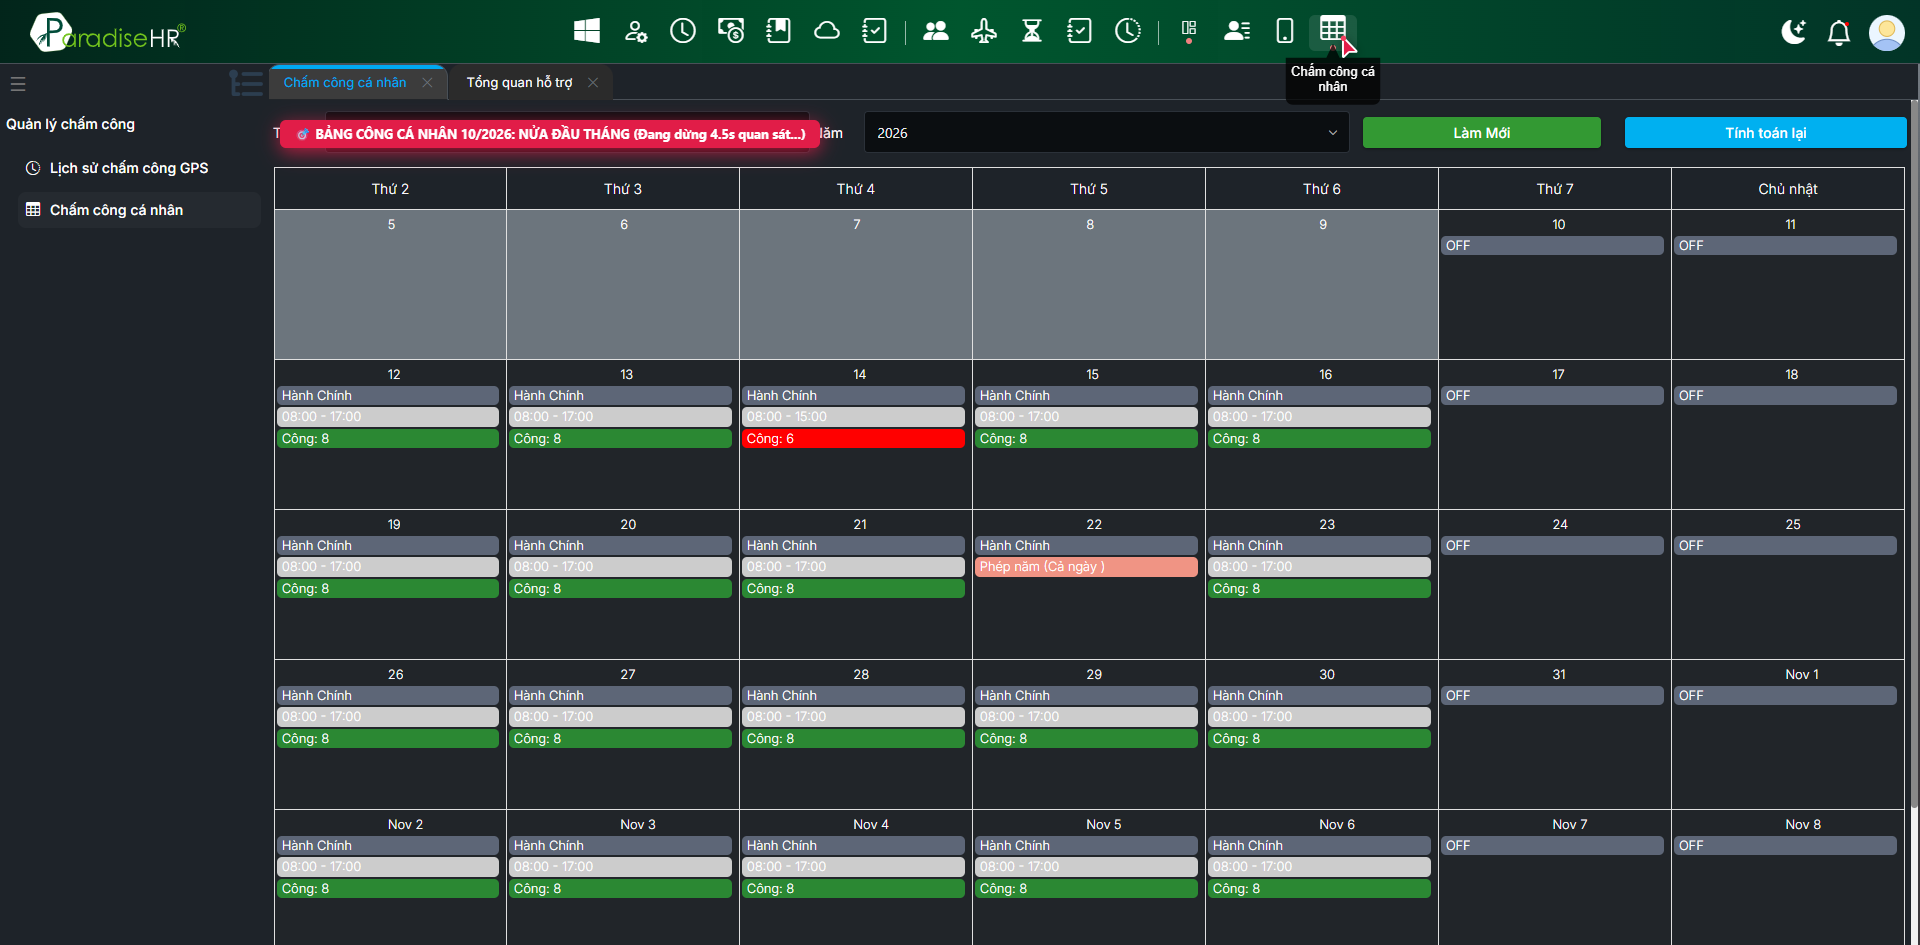 ParadiseHR®
Chấm công cá nhân
Tổng quan hỗ trợ
Chấm công cá
nhân
Quản lý chấm công
Lịch sử chấm công GPS
Chấm công cá nhân
T
BẢNG CÔNG CÁ NHÂN 10/2026: NỬA ĐẦU THÁNG (Đang dừng 4.5s quan sát...)
ăm
2026
Làm Mới
Tính toán lại
Thứ 2 Thứ 3 Thứ 4 Thứ 5 Thứ 6 Thứ 7 Chủ nhật
5 6 7 8 9 10 11
OFF OFF
12 13 14 15 16 17 18
Hành Chính Hành Chính Hành Chính Hành Chính Hành Chính OFF OFF
08:00 - 17:00 08:00 - 17:00 08:00 - 15:00 08:00 - 17:00 08:00 - 17:00
Công: 8 Công: 8 Công: 6 Công: 8 Công: 8
19 20 21 22 23 24 25
Hành Chính Hành Chính Hành Chính Hành Chính Hành Chính OFF OFF
08:00 - 17:00 08:00 - 17:00 08:00 - 17:00 Phép năm (Cả ngày ) 08:00 - 17:00
Công: 8 Công: 8 Công: 8 Công: 8
26 27 28 29 30 31 Nov 1
Hành Chính Hành Chính Hành Chính Hành Chính Hành Chính OFF OFF
08:00 - 17:00 08:00 - 17:00 08:00 - 17:00 08:00 - 17:00 08:00 - 17:00
Công: 8 Công: 8 Công: 8 Công: 8 Công: 8
Nov 2 Nov 3 Nov 4 Nov 5 Nov 6 Nov 7 Nov 8
Hành Chính Hành Chính Hành Chính Hành Chính Hành Chính OFF OFF
08:00 - 17:00 08:00 - 17:00 08:00 - 17:00 08:00 - 17:00 08:00 - 17:00
Công: 8 Công: 8 Công: 8 Công: 8 Công: 8